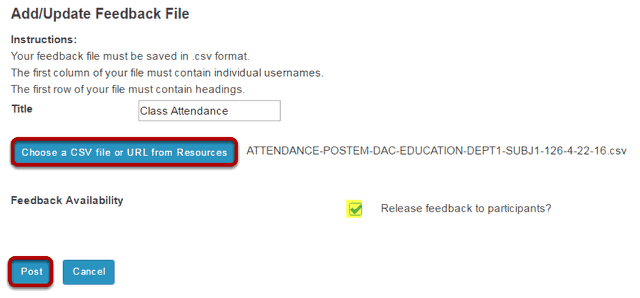 Add/Update Feedback File
Instructions:
Your feedback file must be saved in .csv format.
The first column of your file must contain individual usernames.
The first row of your file must contain headings.
Title Class Attendance
Choose a CSV file or URL from Resources ATTENDANCE-POSTEM-DAC-EDUCATION-DEPT1-SUBJ1-126-4-22-16.csv
Feedback Availability Release feedback to participants?
Post Cancel